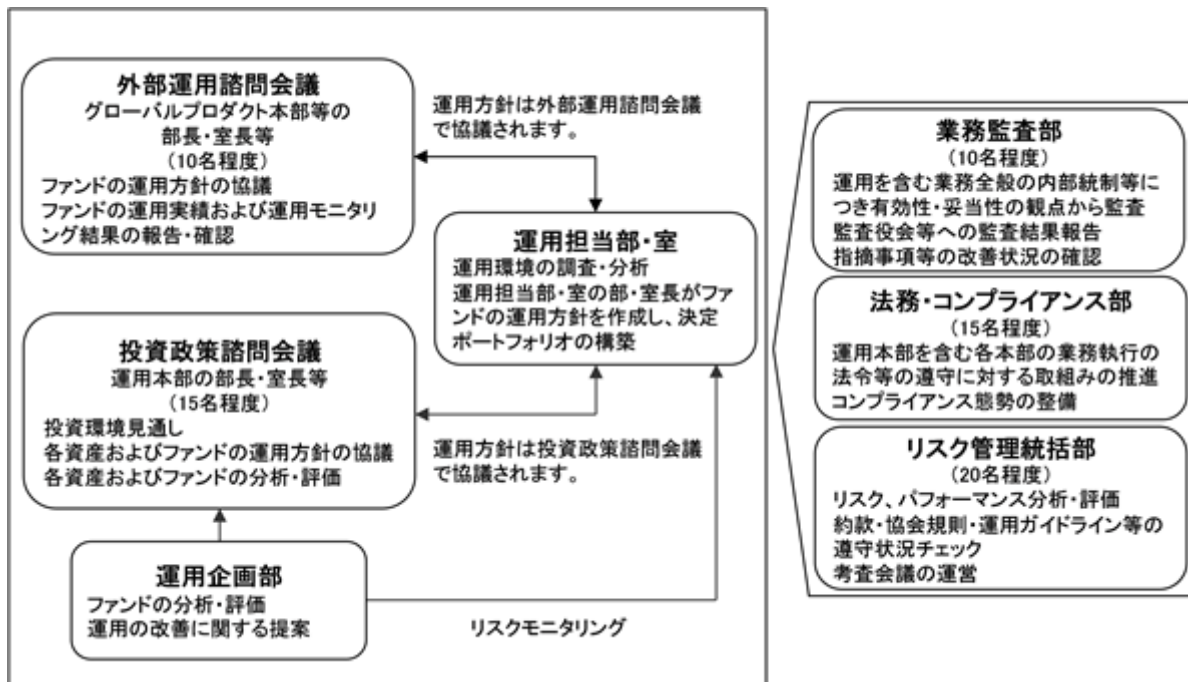 外部運用諮問会議
グローバルプロダクト本部等の
部長・室長等
(10名程度)
ファンドの運用方針の協議
ファンドの運用実績および運用モニタリ
ング結果の報告・確認
運用方針は外部運用諮問会議
で協議されます。
運用担当部・室
運用環境の調査・分析
運用担当部・室の部・室長がファ
ンドの運用方針を作成し、決定
ポートフォリオの構築
投資政策諮問会議
運用本部の部長・室長等
(15名程度)
投資環境見通し
各資産およびファンドの運用方針の協議
各資産およびファンドの分析・評価
運用方針は投資政策諮問会議
で協議されます。
運用企画部
ファンドの分析・評価
運用の改善に関する提案
リスクモニタリング
業務監査部
(10名程度)
運用を含む業務全般の内部統制等に
つき有効性・妥当性の観点から監査
監査役会等への監査結果報告
指摘事項等の改善状況の確認
法務・コンプライアンス部
(15名程度)
運用本部を含む各本部の業務執行の
法令等の遵守に対する取組みの推進
コンプライアンス態勢の整備
リスク管理統括部
(20名程度)
リスク、パフォーマンス分析・評価
約款・協会規則・運用ガイドライン等の
遵守状況チェック
考査会議の運営